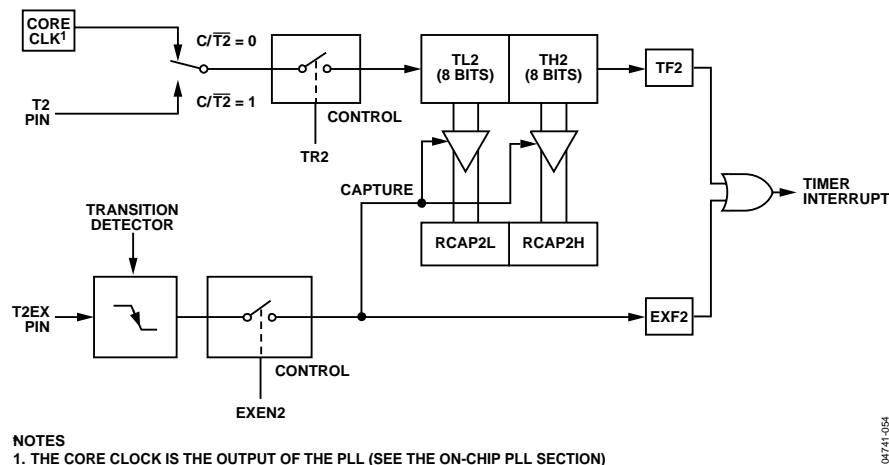 CORE
CLK1
C/T2 = 0
C/T2 = 1
T2
PIN
CONTROL
TR2
TL2
(8 BITS)
TH2
(8 BITS)
TF2
CAPTURE
TIMER
INTERRUPT
TRANSITION
DETECTOR
RCAP2L
RCAP2H
T2EX
PIN
EXF2
CONTROL
EXEN2
NOTES
1. THE CORE CLOCK IS THE OUTPUT OF THE PLL (SEE THE ON-CHIP PLL SECTION)
04741-054